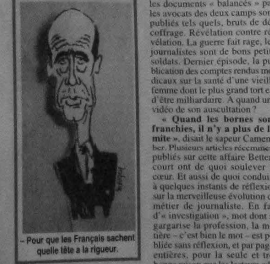 – Pour que les Français sachent
quelle tête a la rigueur.
les documents « balancés » pa
les avocats des deux camps son
publiés tels quels, bruts de dé
coffrage. Révélation contre ré
vélation. La guerre fait rage, le
journalistes sont de bons petit
soldats. Dernier épisode, la pu
blication des comptes rendus mé
dicaux sur la santé d'une vieill
femme dont le plus grand tort e
d'être milliardaire. A quand u
vidéo de son auscultation ?
« Quand les bornes son
franchies, il n'y a plus de l
mite », disait le sapeur Camem
ber. Plusieurs articles récemme
publiés sur cette affaire Better
court ont de quoi soulever
cœur. Et aussi de quoi condui
à quelques instants de réflexio
sur la merveilleuse évolution d
métier de journaliste. En fa
d'« investigation », mot dont
gargarise la profession, la m
tière – c'est bien le mot – est p
bliée sans réflexion, et par pag
entières, pour la seule et tr